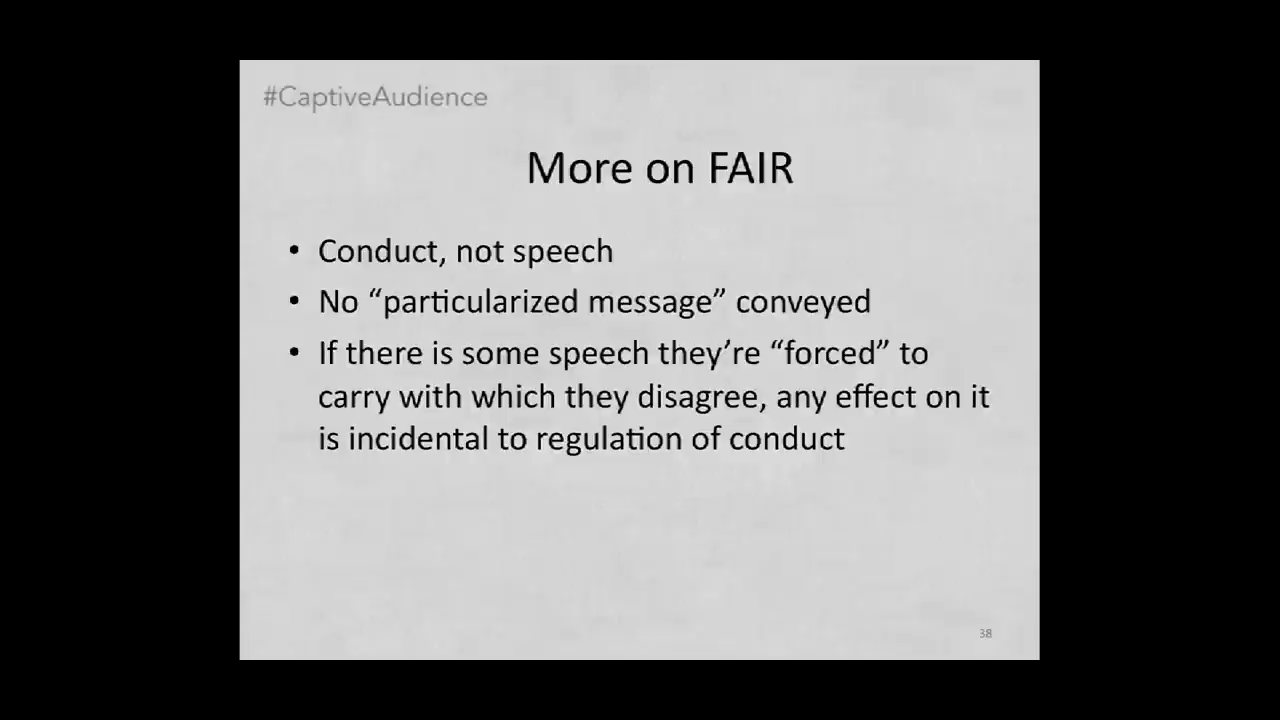 #CaptiveAudience
More on FAIR
• Conduct, not speech
• No “particularized message” conveyed
• If there is some speech they’re “forced” to
carry with which they disagree, any effect on it
is incidental to regulation of conduct
38